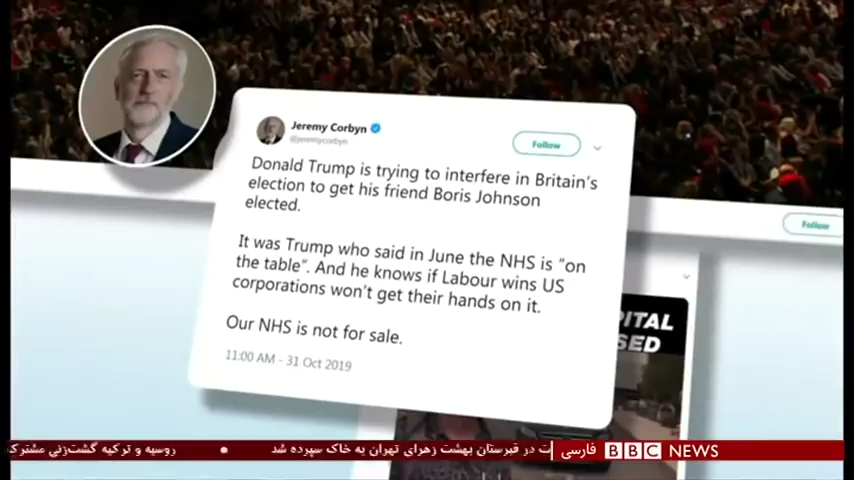 Jeremy Corbyn
@jeremycorbyn
Follow
Donald Trump is trying to interfere in Britain's
election to get his friend Boris Johnson
elected.
It was Trump who said in June the NHS is "on
the table". And he knows if Labour wins US
corporations won't get their hands on it.
Our NHS is not for sale.
11:00 AM - 31 Oct 2019
Follow
ت در قبرستان بهشت زهرای تهران به خاک سپرده شد • روسیه و ترکیه گشت‌زنی مشترک
فارسی BBC NEWS